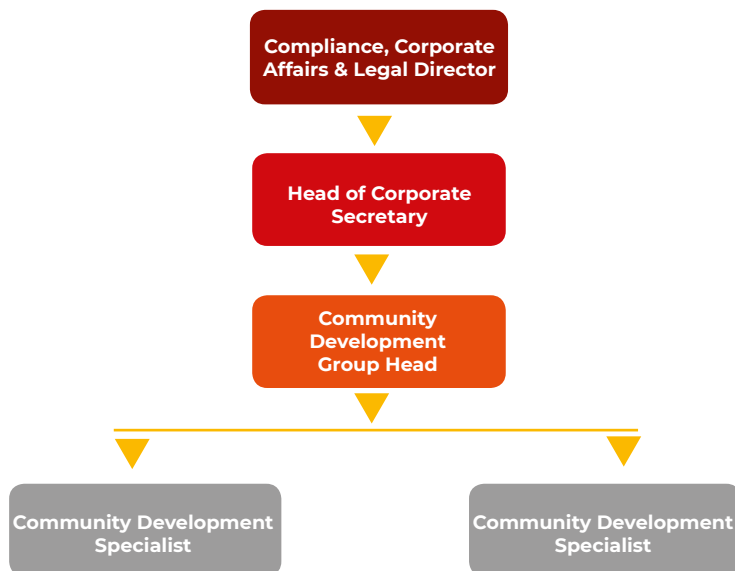 Compliance, Corporate
Affairs & Legal Director
Head of Corporate
Secretary
Community
Development
Group Head
Community Development
Specialist
Community Development
Specialist